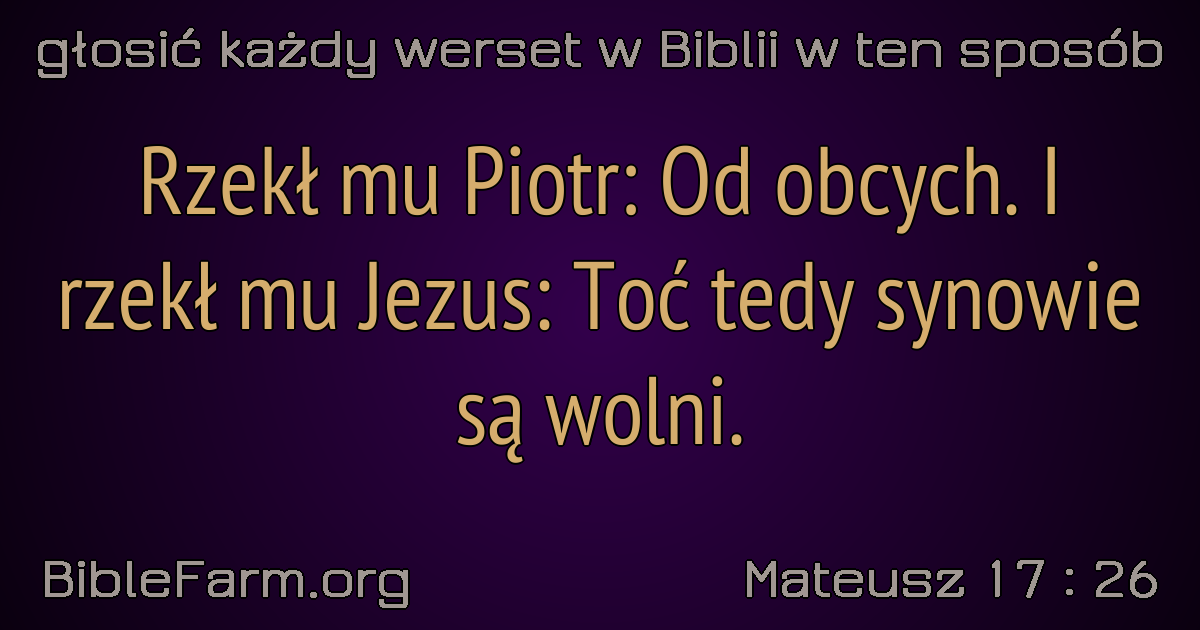 głosić każdy werset w Biblii w ten sposób
Rzekł mu Piotr: Od obcych. I
rzekł mu Jezus: Toć tedy synowie
są wolni.
BibleFarm.org
Mateusz 17 : 26